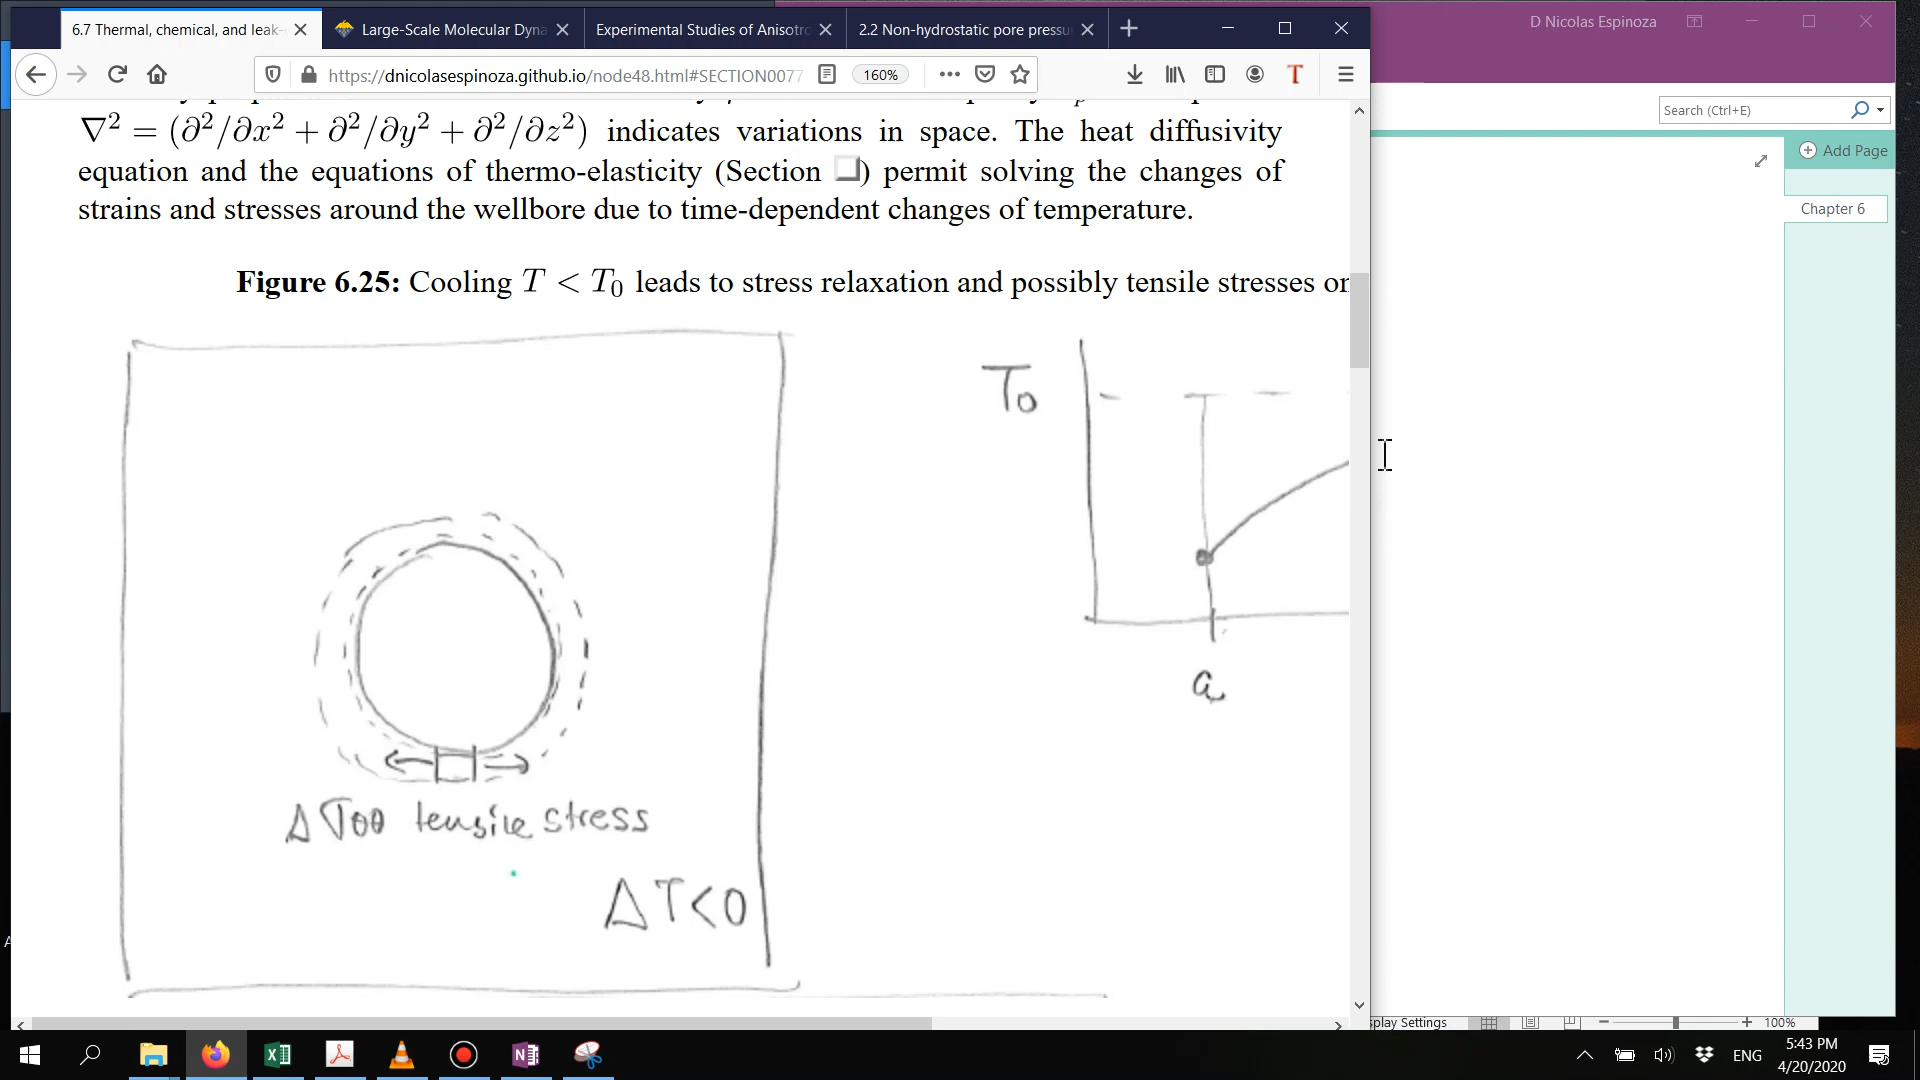 D Nicolas Espinoza
6.7 Thermal, chemical, and leak-
Large-Scale Molecular Dyna
Experimental Studies of Anisotro
2.2 Non-hydrostatic pore pressu
https://dnicolasespinoza.github.io/node48.html#SECTION0077
160%
T
Search (Ctrl+E)
∇² = (∂²/∂x² + ∂²/∂y² + ∂²/∂z²) indicates variations in space. The heat diffusivity
equation and the equations of thermo-elasticity (Section ) permit solving the changes of
strains and stresses around the wellbore due to time-dependent changes of temperature.
Add Page
Chapter 6
Figure 6.25: Cooling T < T₀ leads to stress relaxation and possibly tensile stresses on
T₀
a
Δσθθ tensile stress
ΔT<0
splay Settings
100%
ENG
5:43 PM
4/20/2020